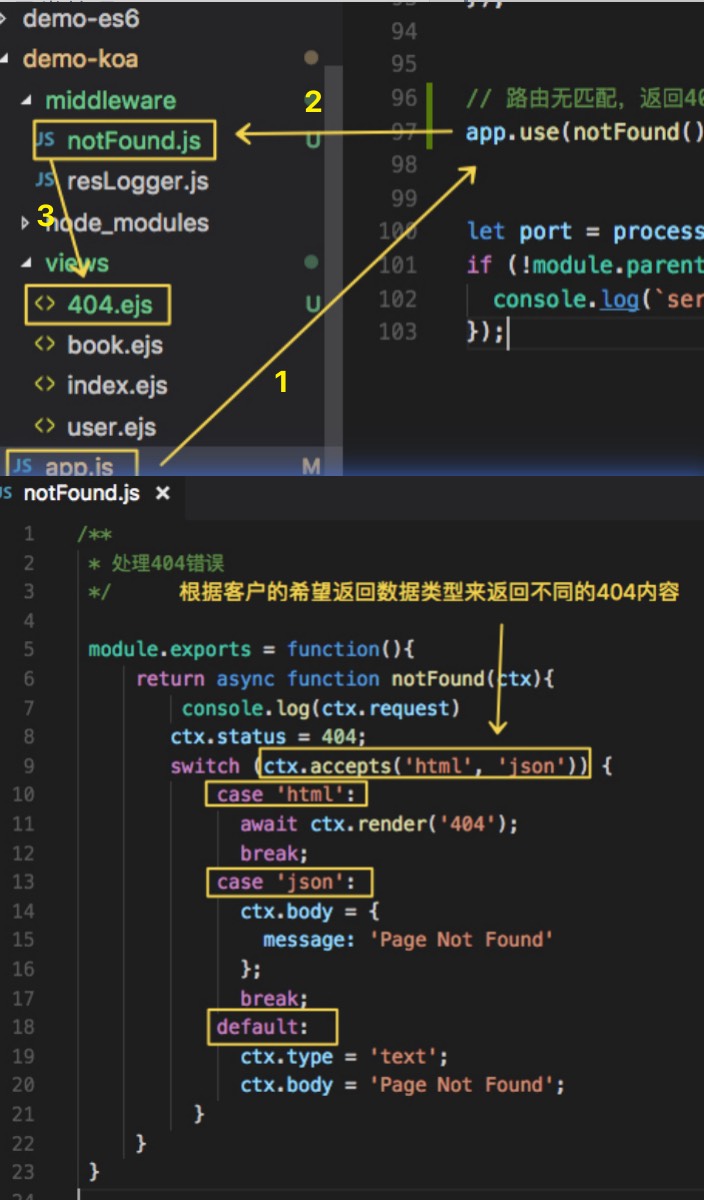 demo-es6
demo-koa
middleware
JS notFound.js
U
JS resLogger.js
node_modules
views
<> 404.ejs
U
<> book.ejs
<> index.ejs
<> user.ejs
JS app.js
M
1
2
3
94
95
96 // 路由无匹配，返回40
97 app.use(notFound()
98
99
100 let port = process
101 if (!module.parent
102 console.log(`ser
103 });
JS notFound.js ×
1 /**
2 * 处理404错误
3 */ 根据客户的希望返回数据类型来返回不同的404内容
4
5 module.exports = function(){
6 return async function notFound(ctx){
7 console.log(ctx.request)
8 ctx.status = 404;
9 switch (ctx.accepts('html', 'json')) {
10 case 'html':
11 await ctx.render('404');
12 break;
13 case 'json':
14 ctx.body = {
15 message: 'Page Not Found'
16 };
17 break;
18 default:
19 ctx.type = 'text';
20 ctx.body = 'Page Not Found';
21 }
22 }
23 }